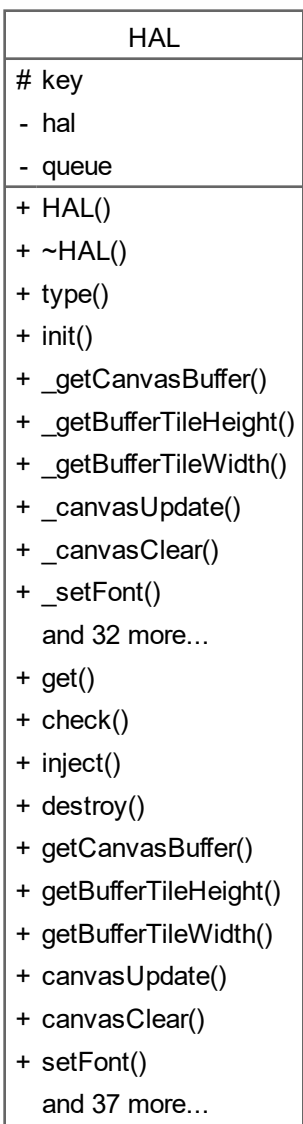 HAL
# key
- hal
- queue
+ HAL()
+ ~HAL()
+ type()
+ init()
+ _getCanvasBuffer()
+ _getBufferTileHeight()
+ _getBufferTileWidth()
+ _canvasUpdate()
+ _canvasClear()
+ _setFont()
and 32 more...
+ get()
+ check()
+ inject()
+ destroy()
+ getCanvasBuffer()
+ getBufferTileHeight()
+ getBufferTileWidth()
+ canvasUpdate()
+ canvasClear()
+ setFont()
and 37 more...